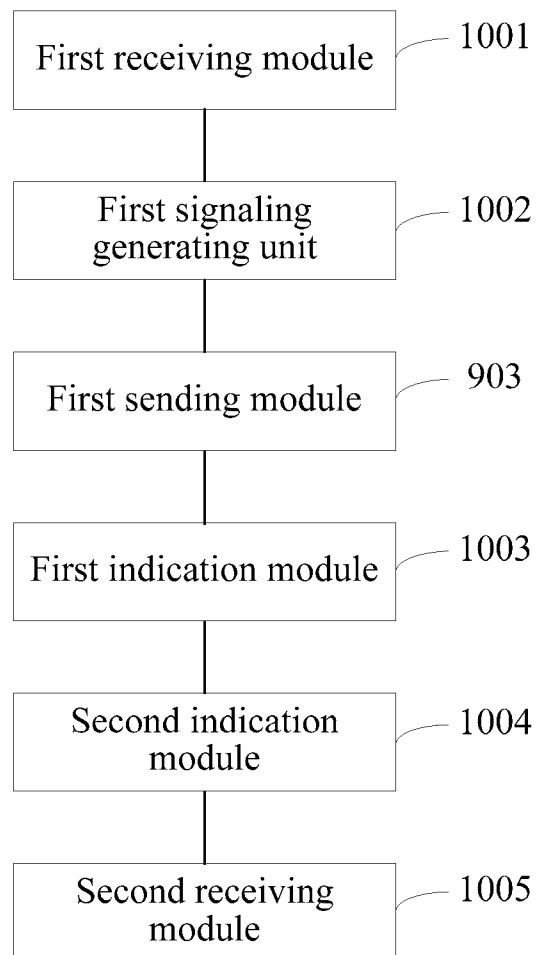 First receiving module
1001
First signaling
generating unit
1002
First sending module
903
First indication module
1003
Second indication
module
1004
Second receiving
module
1005